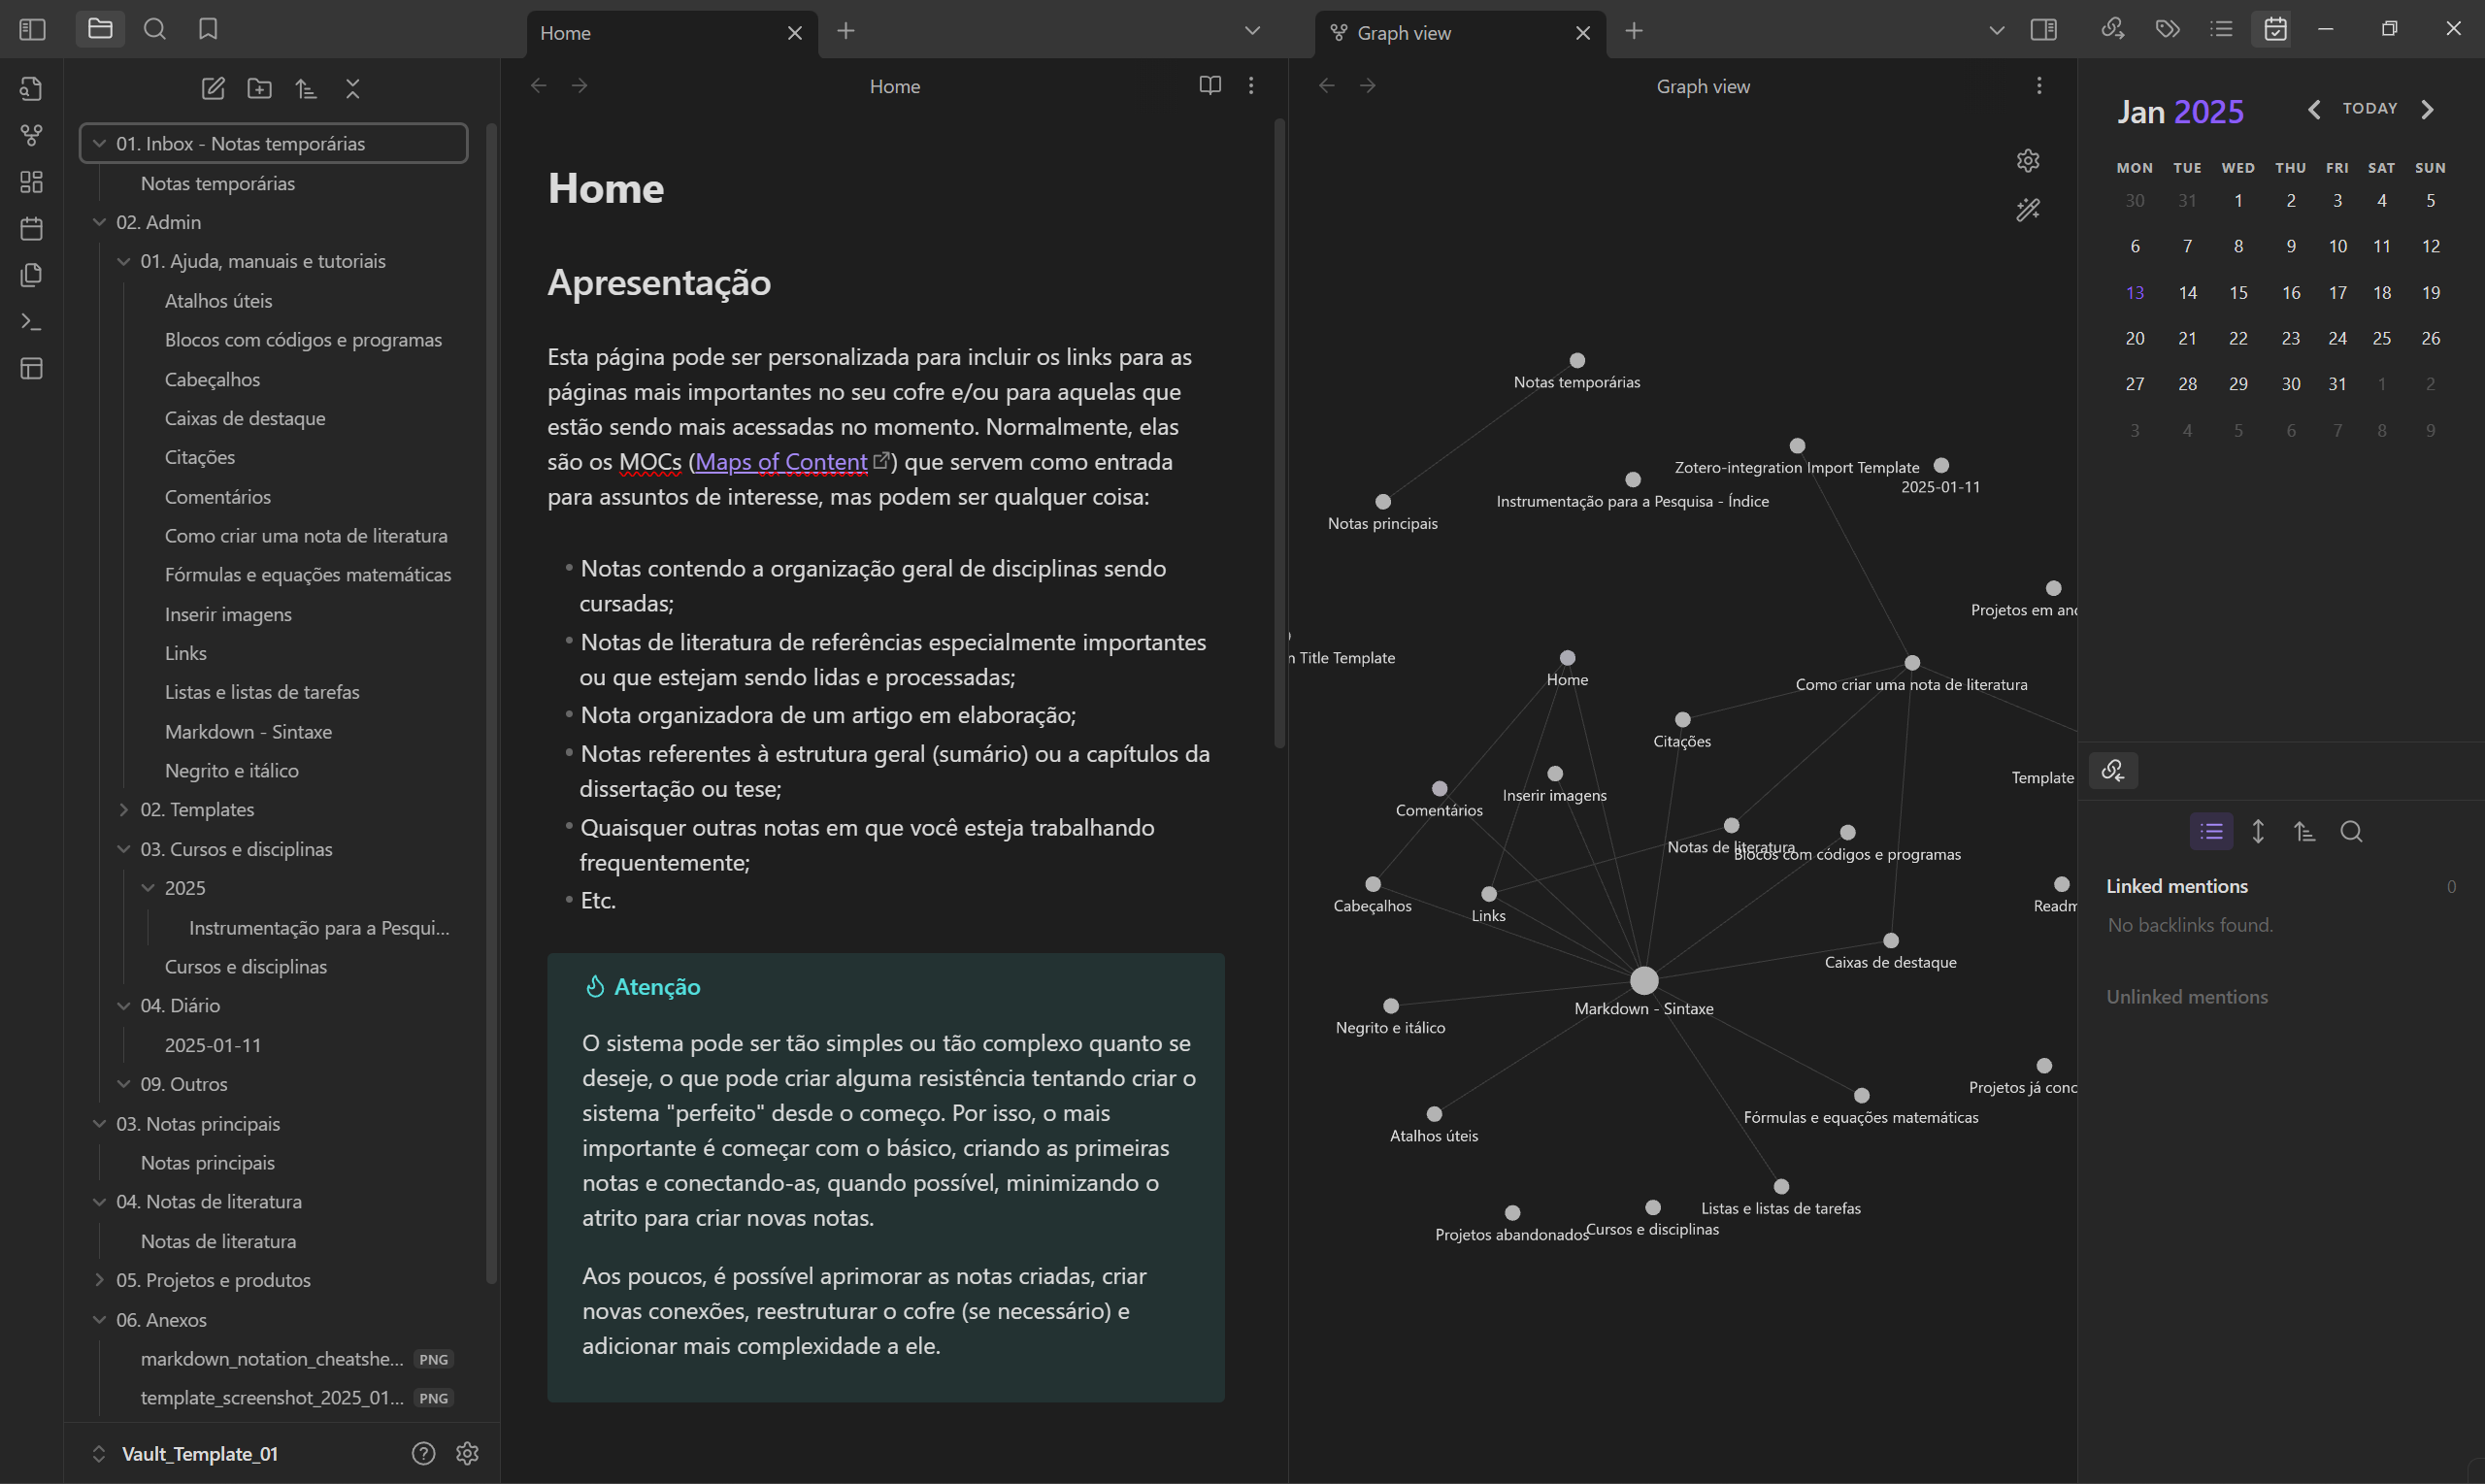 Home
Graph view
01. Inbox - Notas temporárias
Notas temporárias
02. Admin
01. Ajuda, manuais e tutoriais
Atalhos úteis
Blocos com códigos e programas
Cabeçalhos
Caixas de destaque
Citações
Comentários
Como criar uma nota de literatura
Fórmulas e equações matemáticas
Inserir imagens
Links
Listas e listas de tarefas
Markdown - Sintaxe
Negrito e itálico
02. Templates
03. Cursos e disciplinas
2025
Instrumentação para a Pesqui...
Cursos e disciplinas
04. Diário
2025-01-11
09. Outros
03. Notas principais
Notas principais
04. Notas de literatura
Notas de literatura
05. Projetos e produtos
06. Anexos
markdown_notation_cheatshe... PNG
template_screenshot_2025_01... PNG
Vault_Template_01
Home
Home
Apresentação
Esta página pode ser personalizada para incluir os links para as
páginas mais importantes no seu cofre e/ou para aquelas que
estão sendo mais acessadas no momento. Normalmente, elas
são os MOCs (Maps of Content) que servem como entrada
para assuntos de interesse, mas podem ser qualquer coisa:
• Notas contendo a organização geral de disciplinas sendo
cursadas;
• Notas de literatura de referências especialmente importantes
ou que estejam sendo lidas e processadas;
• Nota organizadora de um artigo em elaboração;
• Notas referentes à estrutura geral (sumário) ou a capítulos da
dissertação ou tese;
• Quaisquer outras notas em que você esteja trabalhando
frequentemente;
• Etc.
Atenção
O sistema pode ser tão simples ou tão complexo quanto se
deseje, o que pode criar alguma resistência tentando criar o
sistema "perfeito" desde o começo. Por isso, o mais
importante é começar com o básico, criando as primeiras
notas e conectando-as, quando possível, minimizando o
atrito para criar novas notas.
Aos poucos, é possível aprimorar as notas criadas, criar
novas conexões, reestruturar o cofre (se necessário) e
adicionar mais complexidade a ele.
Graph view
Notas temporárias
Zotero-integration Import Template
2025-01-11
Instrumentação para a Pesquisa - Índice
Notas principais
Projetos em and
n Title Template
Home
Como criar uma nota de literatura
Citações
Template
Inserir imagens
Comentários
Notas de literatura
Blocos com códigos e programas
Cabeçalhos
Links
Readm
Caixas de destaque
Markdown - Sintaxe
Negrito e itálico
Projetos já conc
Fórmulas e equações matemáticas
Atalhos úteis
Listas e listas de tarefas
Projetos abandonados
Cursos e disciplinas
Jan 2025
TODAY
MON TUE WED THU FRI SAT SUN
30 31 1 2 3 4 5
6 7 8 9 10 11 12
13 14 15 16 17 18 19
20 21 22 23 24 25 26
27 28 29 30 31 1 2
3 4 5 6 7 8 9
Linked mentions 0
No backlinks found.
Unlinked mentions